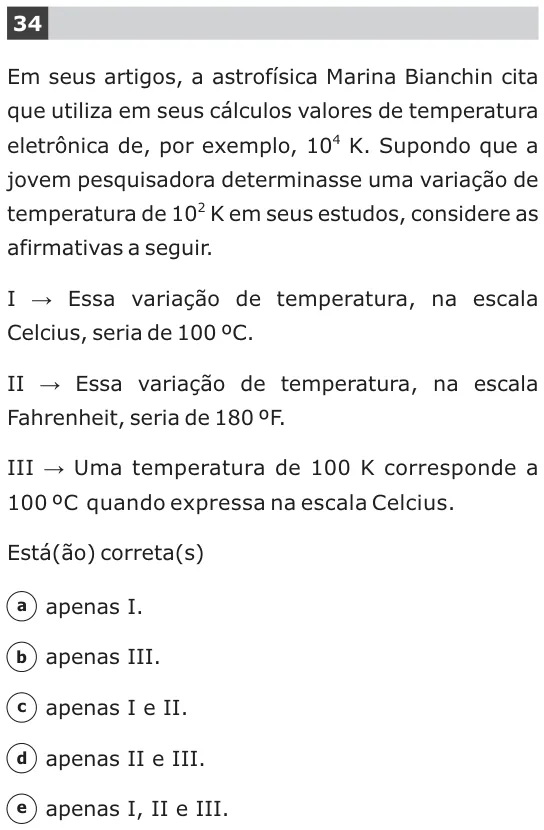 34
Em seus artigos, a astrofísica Marina Bianchin cita
que utiliza em seus cálculos valores de temperatura
eletrônica de, por exemplo, 10⁴ K. Supondo que a
jovem pesquisadora determinasse uma variação de
temperatura de 10² K em seus estudos, considere as
afirmativas a seguir.
I → Essa variação de temperatura, na escala
Celcius, seria de 100 ºC.
II → Essa variação de temperatura, na escala
Fahrenheit, seria de 180 ºF.
III → Uma temperatura de 100 K corresponde a
100 ºC quando expressa na escala Celcius.
Está(ão) correta(s)
a apenas I.
b apenas III.
c apenas I e II.
d apenas II e III.
e apenas I, II e III.